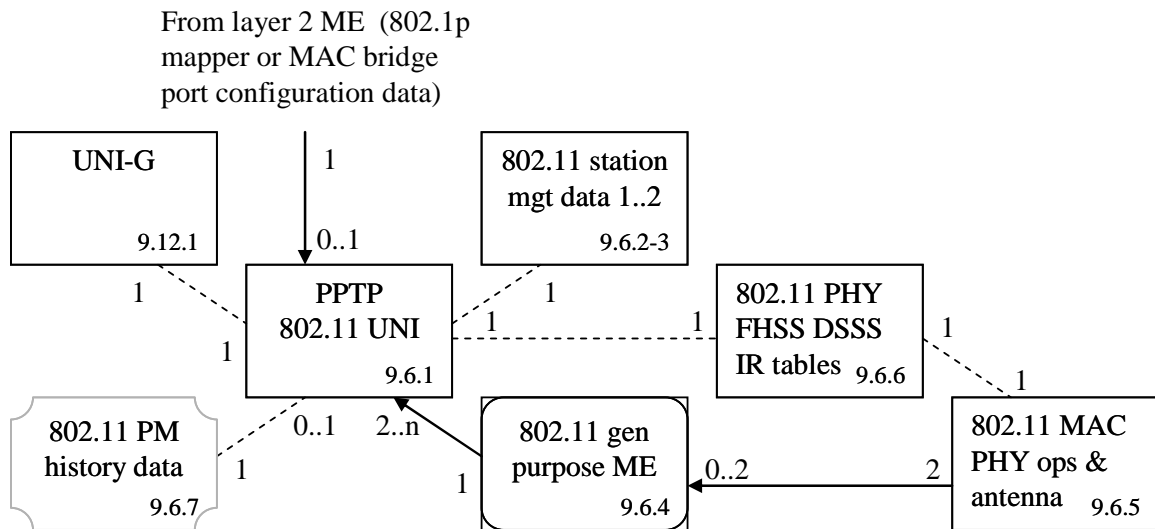 From layer 2 ME (802.1p
mapper or MAC bridge
port configuration data)
1
0..1
UNI-G
9.12.1
1
802.11 station
mgt data 1..2
9.6.2-3
1
PPTP
802.11 UNI
9.6.1
1
1
1
802.11 PHY
FHSS DSSS
IR tables
9.6.6
1
1
802.11 PM
history data
9.6.7
1
0..1
2..n
1
802.11 gen
purpose ME
9.6.4
0..2
2
802.11 MAC
PHY ops &
antenna
9.6.5